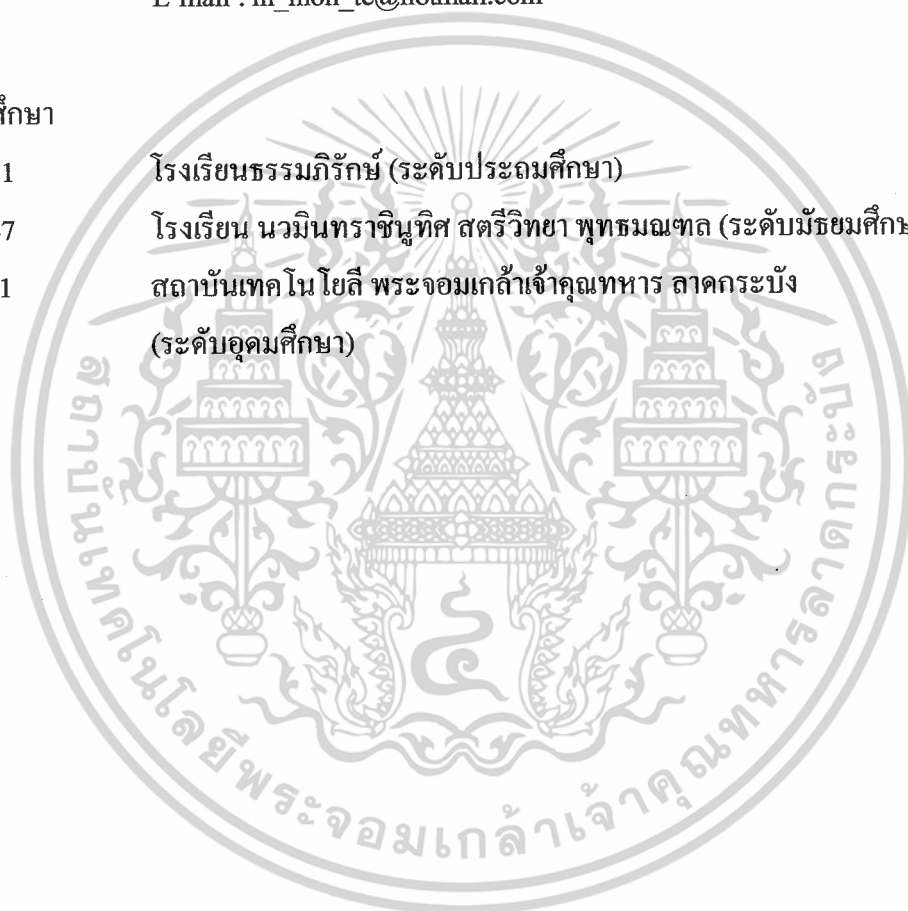 ศึกษา
1 โรงเรียนธรรมภิรักษ์ (ระดับประถมศึกษา)
7 โรงเรียน นวมินทราชินูทิศ สตรีวิทยา พุทธมณฑล (ระดับมัธยมศึกษ
1 สถาบันเทคโนโยลี พระจอมเกล้าเจ้าคุณทหาร ลาดกระบัง
(ระดับอุดมศึกษา)
สถาบันเทคโนโลยีพระจอมเกล้าเจ้าคุณทหารลาดกระบัง
๔